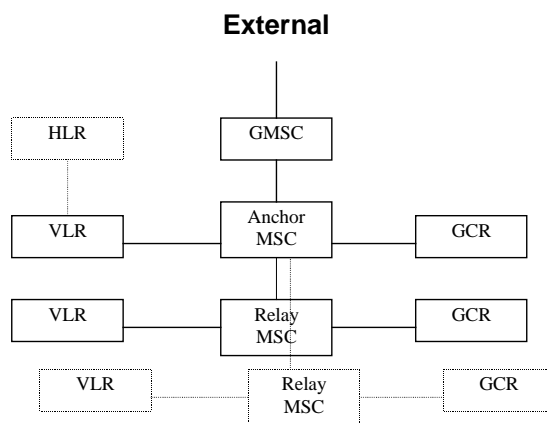 External
HLR
GMSC
VLR
Anchor
MSC
GCR
VLR
Relay
MSC
GCR
VLR
Relay
MSC
GCR